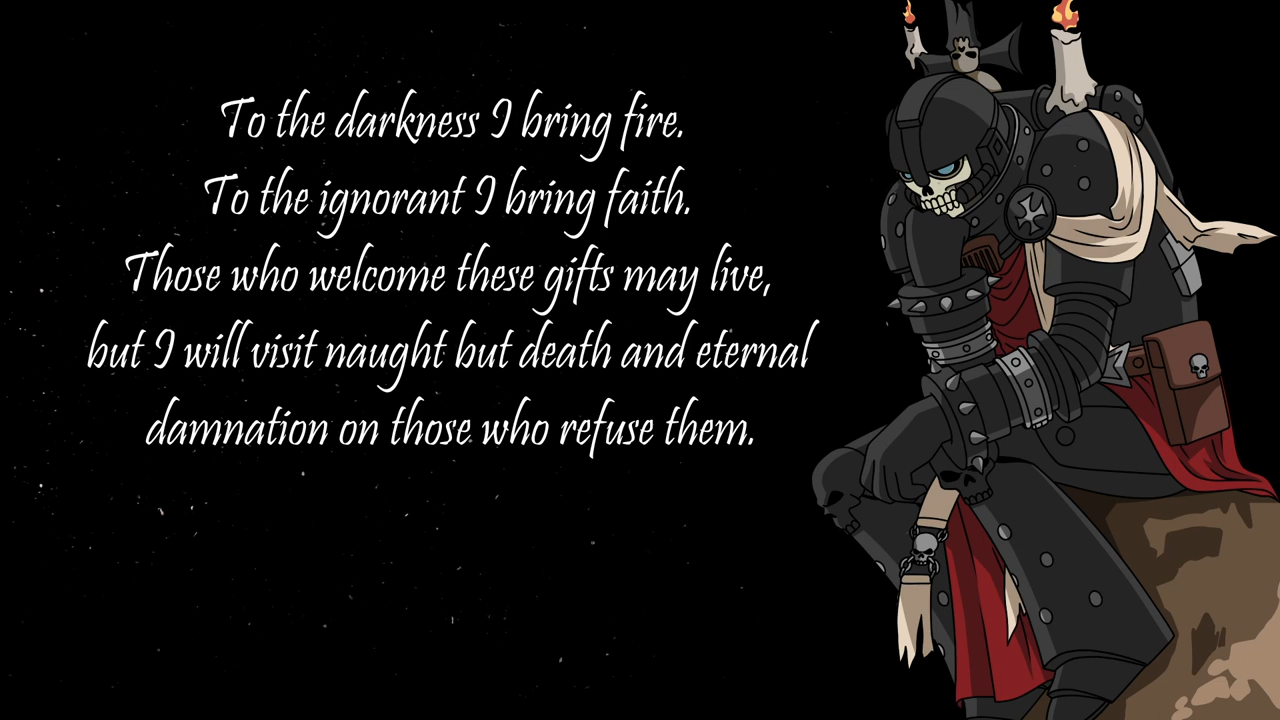 To the darkness I bring fire.
To the ignorant I bring faith.
Those who welcome these gifts may live,
but I will visit naught but death and eternal
damnation on those who refuse them.